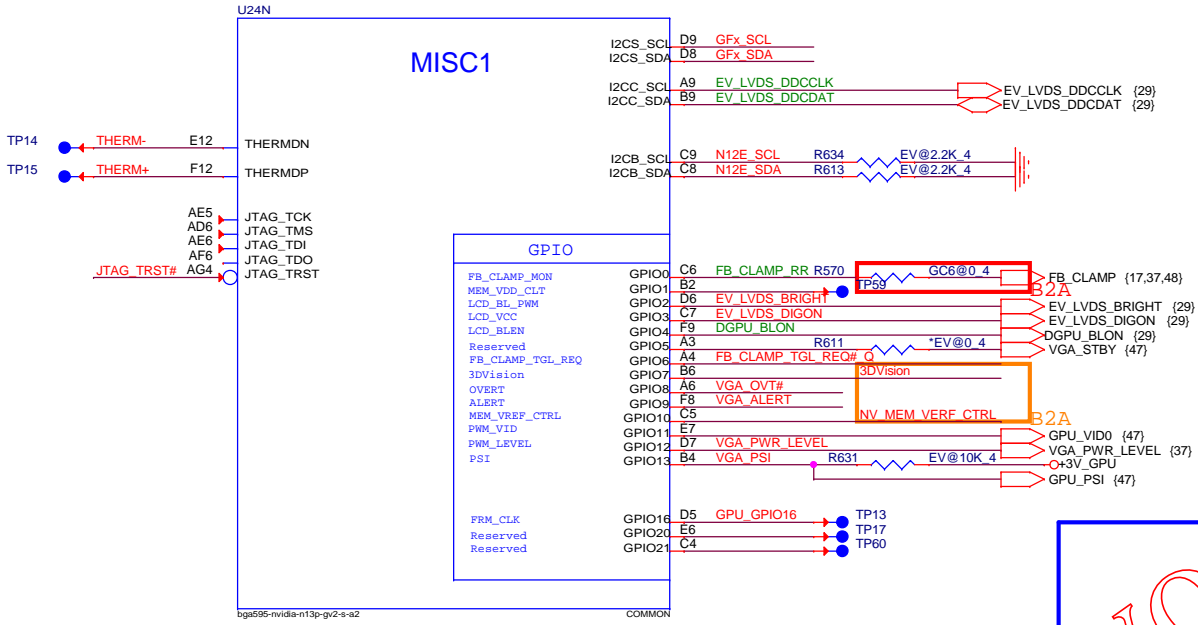 U24N
MISC1
I2CS_SCL D9 GFx_SCL
I2CS_SDA D8 GFx_SDA
I2CC_SCL A9 EV_LVDS_DDCCLK EV_LVDS_DDCCLK {29}
I2CC_SDA B9 EV_LVDS_DDCDAT EV_LVDS_DDCDAT {29}
TP14 THERM- E12 THERMDN
TP15 THERM+ F12 THERMDP
I2CB_SCL C9 N12E_SCL R634 EV@2.2K_4
I2CB_SDA C8 N12E_SDA R613 EV@2.2K_4
AE5 JTAG_TCK
AD6 JTAG_TMS
AE6 JTAG_TDI
AF6 JTAG_TDO
JTAG_TRST# AG4 JTAG_TRST
GPIO
FB_CLAMP_MON GPIO0 C6 FB_CLAMP_RR R570 GC6@0_4 FB_CLAMP {17,37,48}
MEM_VDD_CLT GPIO1 B2 TP59 B2A
LCD_BL_PWM GPIO2 D6 EV_LVDS_BRIGHT EV_LVDS_BRIGHT {29}
LCD_VCC GPIO3 C7 EV_LVDS_DIGON EV_LVDS_DIGON {29}
LCD_BLEN GPIO4 F9 DGPU_BLON DGPU_BLON {29}
Reserved GPIO5 A3 R611 *EV@0_4 VGA_STBY {47}
FB_CLAMP_TGL_REQ GPIO6 A4 FB_CLAMP_TGL_REQ#_Q
3DVision GPIO7 B6 3DVision
OVERT GPIO8 A6 VGA_OVT#
ALERT GPIO9 F8 VGA_ALERT
MEM_VREF_CTRL GPIO10 C5 NV_MEM_VERF_CTRL B2A
PWM_VID GPIO11 E7 GPU_VID0 {47}
PWM_LEVEL GPIO12 D7 VGA_PWR_LEVEL VGA_PWR_LEVEL {37}
PSI GPIO13 B4 VGA_PSI R631 EV@10K_4 +3V_GPU
GPU_PSI {47}
FRM_CLK GPIO16 D5 GPU_GPIO16 TP13
Reserved GPIO20 E6 TP17
Reserved GPIO21 C4 TP60
bga595-nvidia-n13p-gv2-s-a2 COMMON